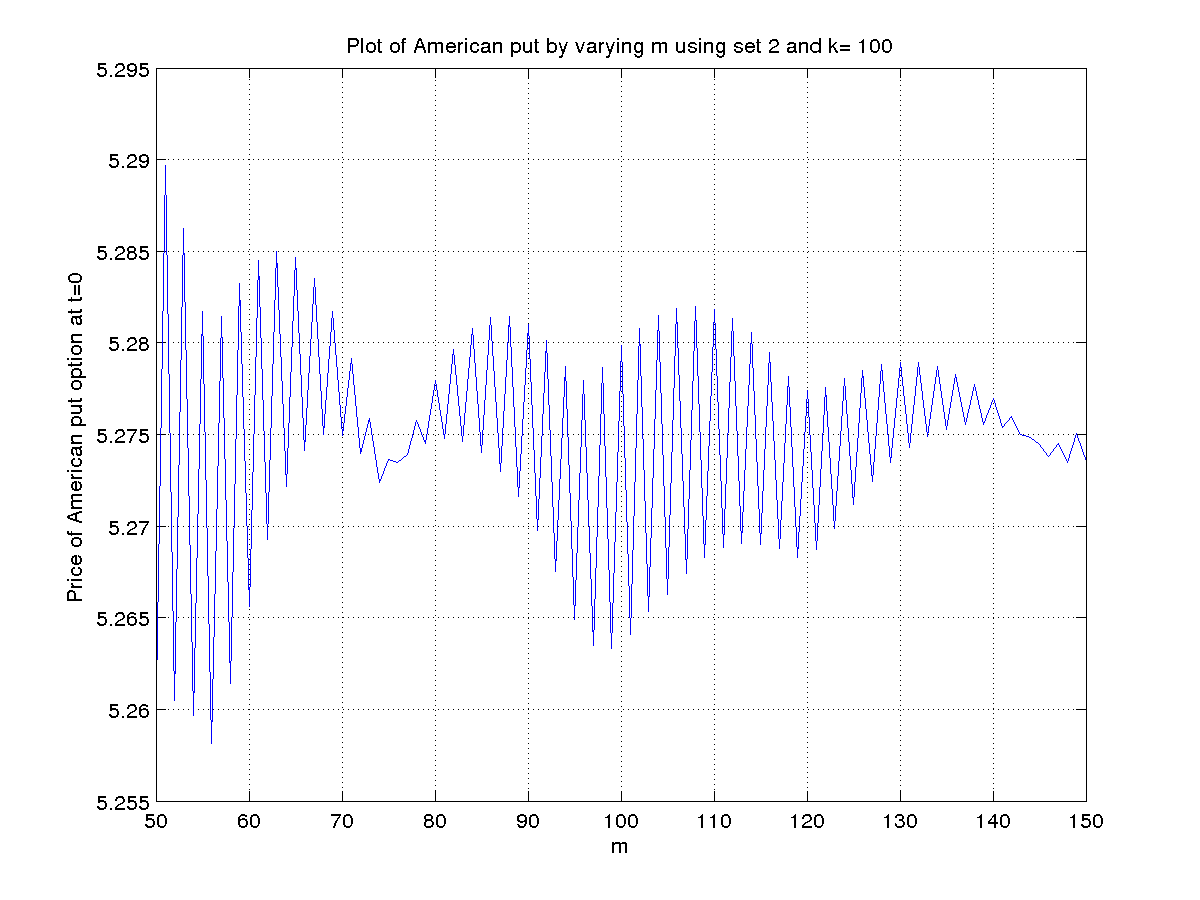 Plot of American put by varying m using set 2 and k= 100
5.295
5.29
5.285
5.28
5.275
5.27
5.265
5.26
5.255
Price of American put option at t=0
50 60 70 80 90 100 110 120 130 140 150
m